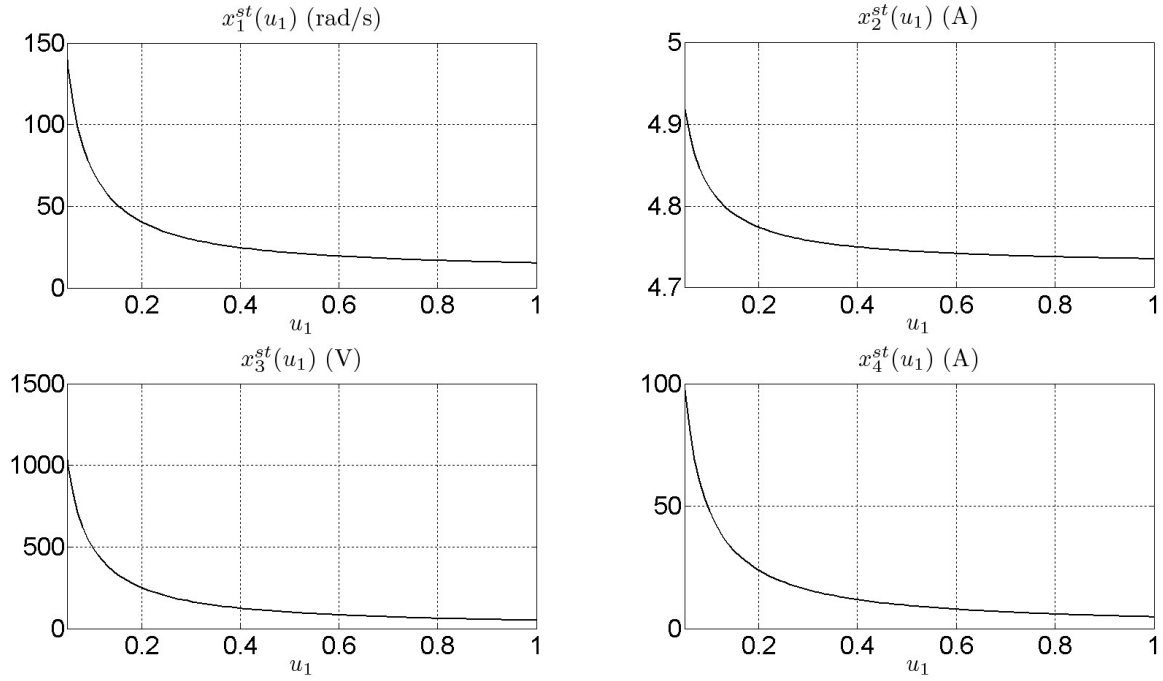 x_1^{st}(u_1) (rad/s)
150
100
50
0
0.2 0.4 0.6 0.8 1
u_1
x_2^{st}(u_1) (A)
5
4.9
4.8
4.7
0.2 0.4 0.6 0.8 1
u_1
x_3^{st}(u_1) (V)
1500
1000
500
0
0.2 0.4 0.6 0.8 1
u_1
x_4^{st}(u_1) (A)
100
50
0
0.2 0.4 0.6 0.8 1
u_1